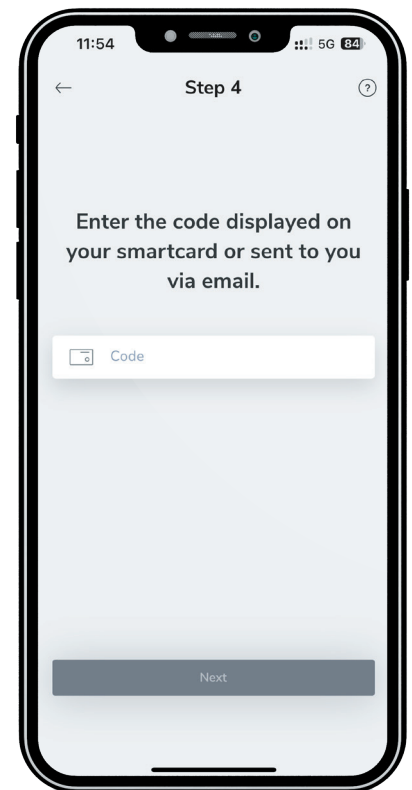 11:54
5G 84
Step 4
?
Enter the code displayed on
your smartcard or sent to you
via email.
Code
Next